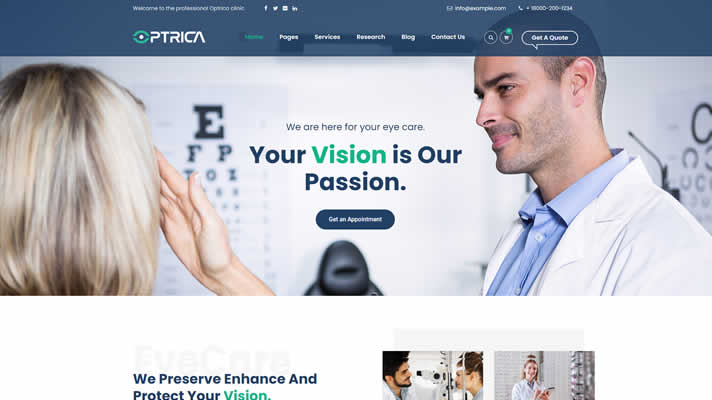 Welcome to the professional Optrica clinic
info@example.com
+ 18000-200-1234
OPTRICA
Home Pages Services Research Blog Contact Us
0
Get A Quote
E
F P
We are here for your eye care.
Your Vision is Our
Passion.
Get an Appointment
EyeCare
We Preserve Enhance And
Protect Your Vision.